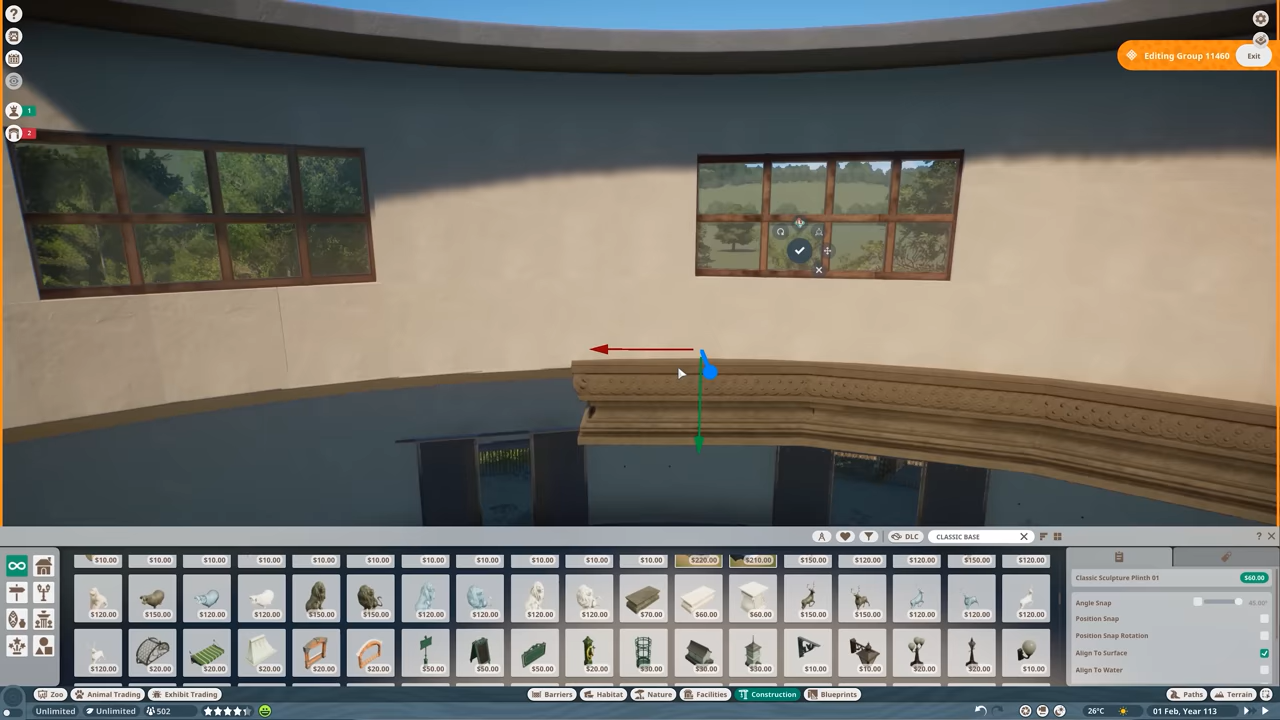 Editing Group 11460
Exit
1
2
DLC
CLASSIC BASE
? ✕
$10.00 $10.00 $10.00 $10.00 $10.00 $10.00 $10.00 $10.00 $10.00 $10.00 $220.00 $210.00 $150.00 $120.00 $120.00 $150.00 $120.00
$120.00 $150.00 $120.00 $120.00 $120.00 $120.00 $120.00 $120.00 $120.00 $120.00 $70.00 $60.00 $60.00 $150.00 $120.00 $120.00 $120.00 $120.00
$120.00 $20.00 $20.00 $20.00 $20.00 $20.00 $50.00 $50.00 $50.00 $20.00 $30.00 $30.00 $30.00 $10.00 $10.00 $10.00 $10.00 $10.00
Classic Sculpture Plinth 01 $60.00
Angle Snap
Position Snap
Position Snap Rotation
Align To Surface
Align To Water
Zoo Animal Trading Exhibit Trading Barriers Habitat Nature Facilities Construction Blueprints Paths Terrain
Unlimited Unlimited 502 26°C 01 Feb, Year 113